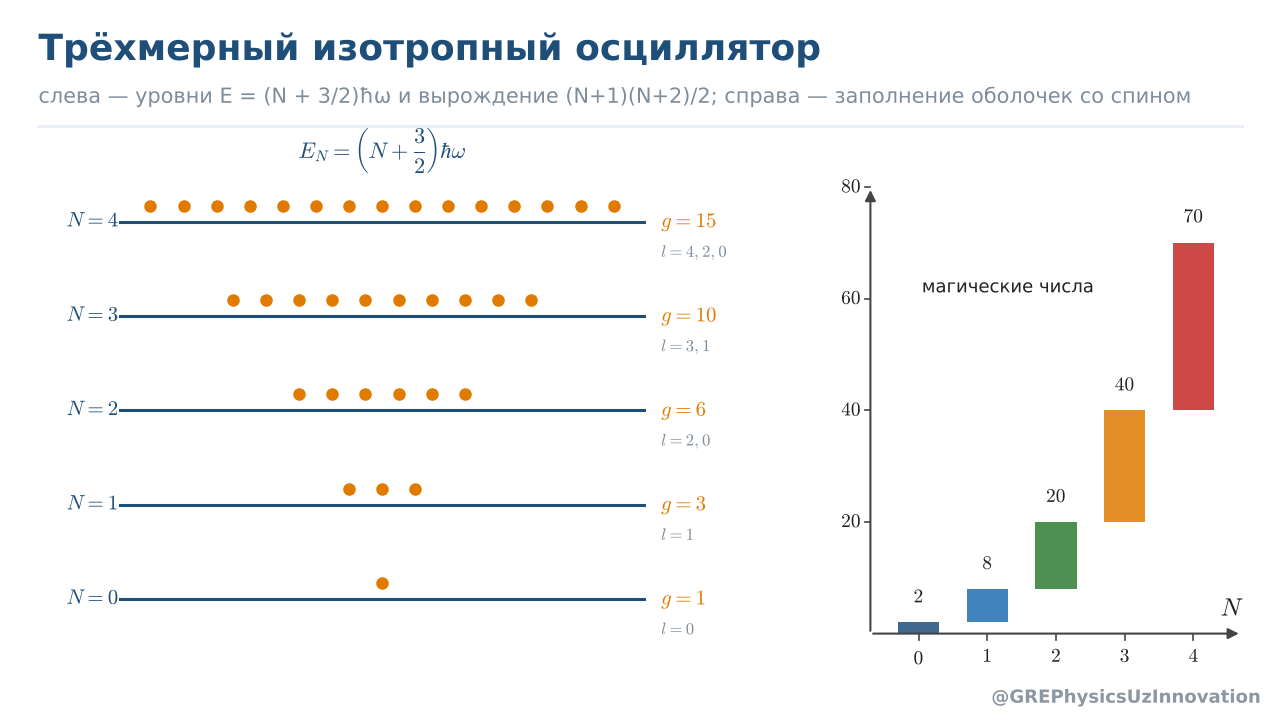 Трёхмерный изотропный осциллятор
слева — уровни E = (N + 3/2)ħω и вырождение (N+1)(N+2)/2; справа — заполнение оболочек со спином
E_N = (N + 3/2)ħω
N = 4
g = 15
l = 4, 2, 0
N = 3
g = 10
l = 3, 1
N = 2
g = 6
l = 2, 0
N = 1
g = 3
l = 1
N = 0
g = 1
l = 0
80
60
40
20
магические числа
2
8
20
40
70
N
0 1 2 3 4
@GREPhysicsUzInnovation